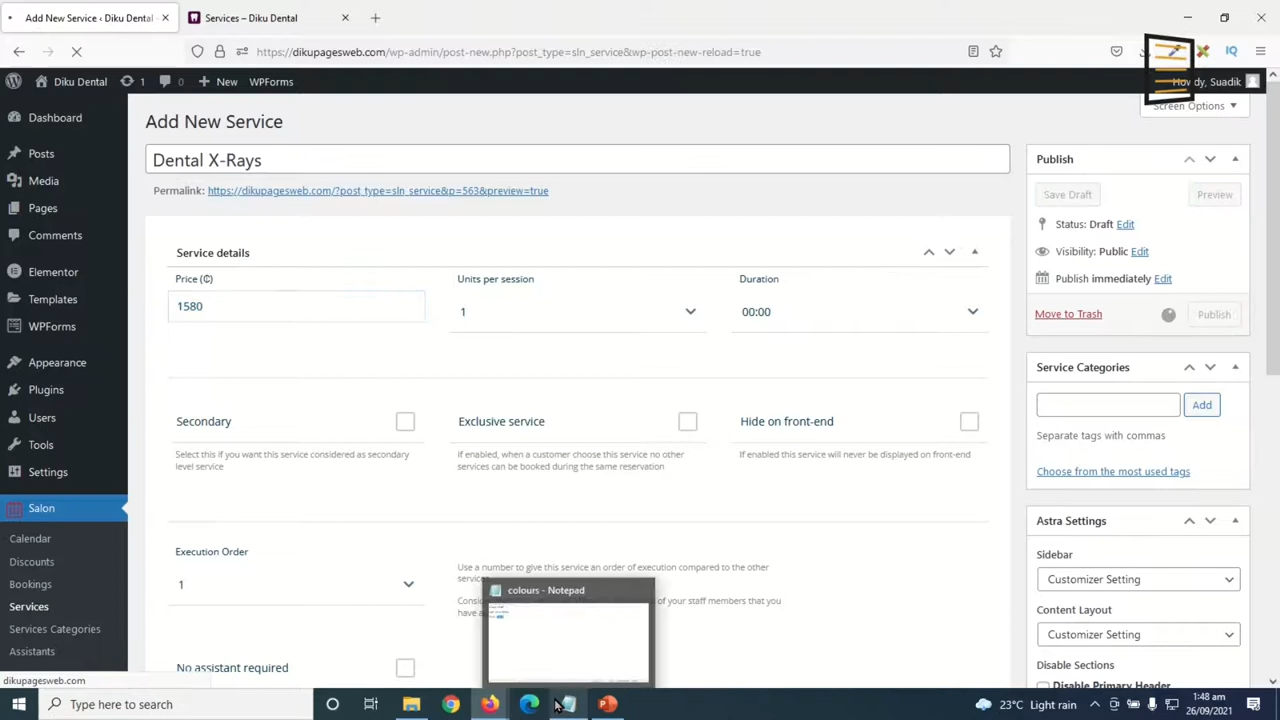 Add New Service ‹ Diku Dental
Services – Diku Dental
https://dikupagesweb.com/wp-admin/post-new.php?post_type=sln_service&wp-post-new-reload=true
Diku Dental
1
0
New
WPForms
Suadik
Screen Options
Dashboard
Posts
Media
Pages
Comments
Elementor
Templates
WPForms
Appearance
Plugins
Users
Tools
Settings
Salon
Calendar
Discounts
Bookings
Services
Services Categories
Assistants
dikupagesweb.com
Add New Service
Dental X-Rays
Permalink: https://dikupagesweb.com/?post_type=sln_service&p=563&preview=true
Service details
Price (₵)
Units per session
Duration
1580
1
00:00
Secondary
Exclusive service
Hide on front-end
Select this if you want this service considered as secondary
level service
If enabled, when a customer choose this service no other
services can be booked during the same reservation
If enabled this service will never be displayed on front-end
Execution Order
1
Use a number to give this service an order of execution compared to the other
of your staff members that you
colours - Notepad
No assistant required
Publish
Save Draft
Preview
Status: Draft Edit
Visibility: Public Edit
Publish immediately Edit
Move to Trash
Publish
Service Categories
Add
Separate tags with commas
Choose from the most used tags
Astra Settings
Sidebar
Customizer Setting
Content Layout
Customizer Setting
Disable Sections
Disable Primary Header
Type here to search
23°C Light rain
1:48 am
26/09/2021